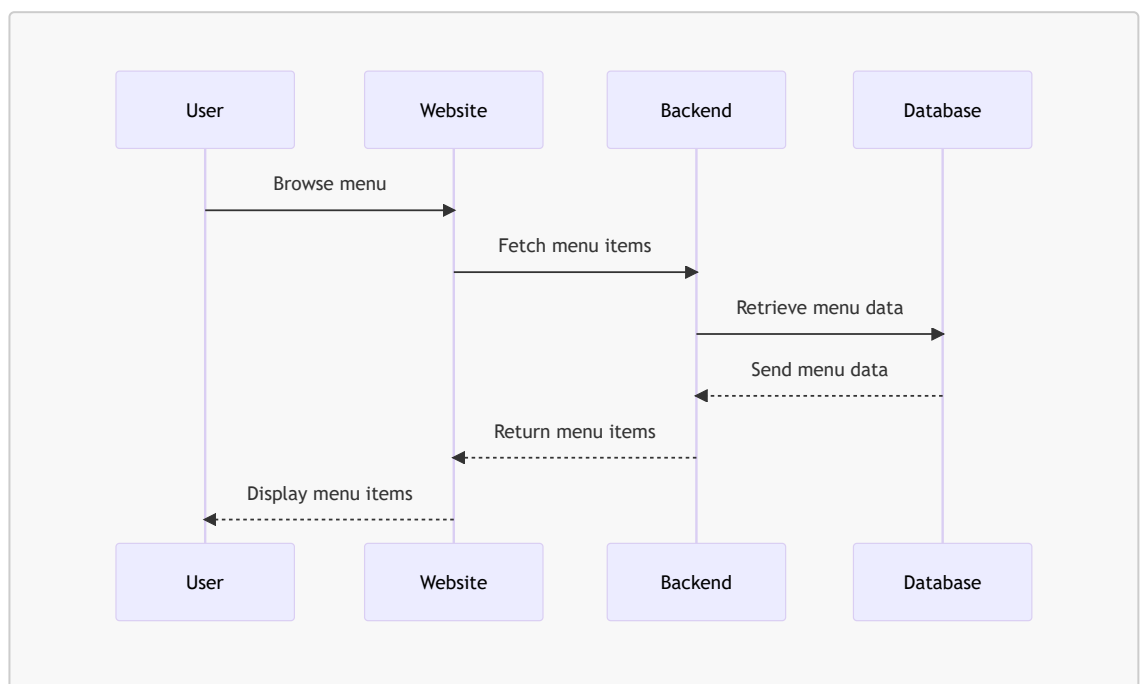 User Website Backend Database
Browse menu
Fetch menu items
Retrieve menu data
Send menu data
Return menu items
Display menu items
User Website Backend Database